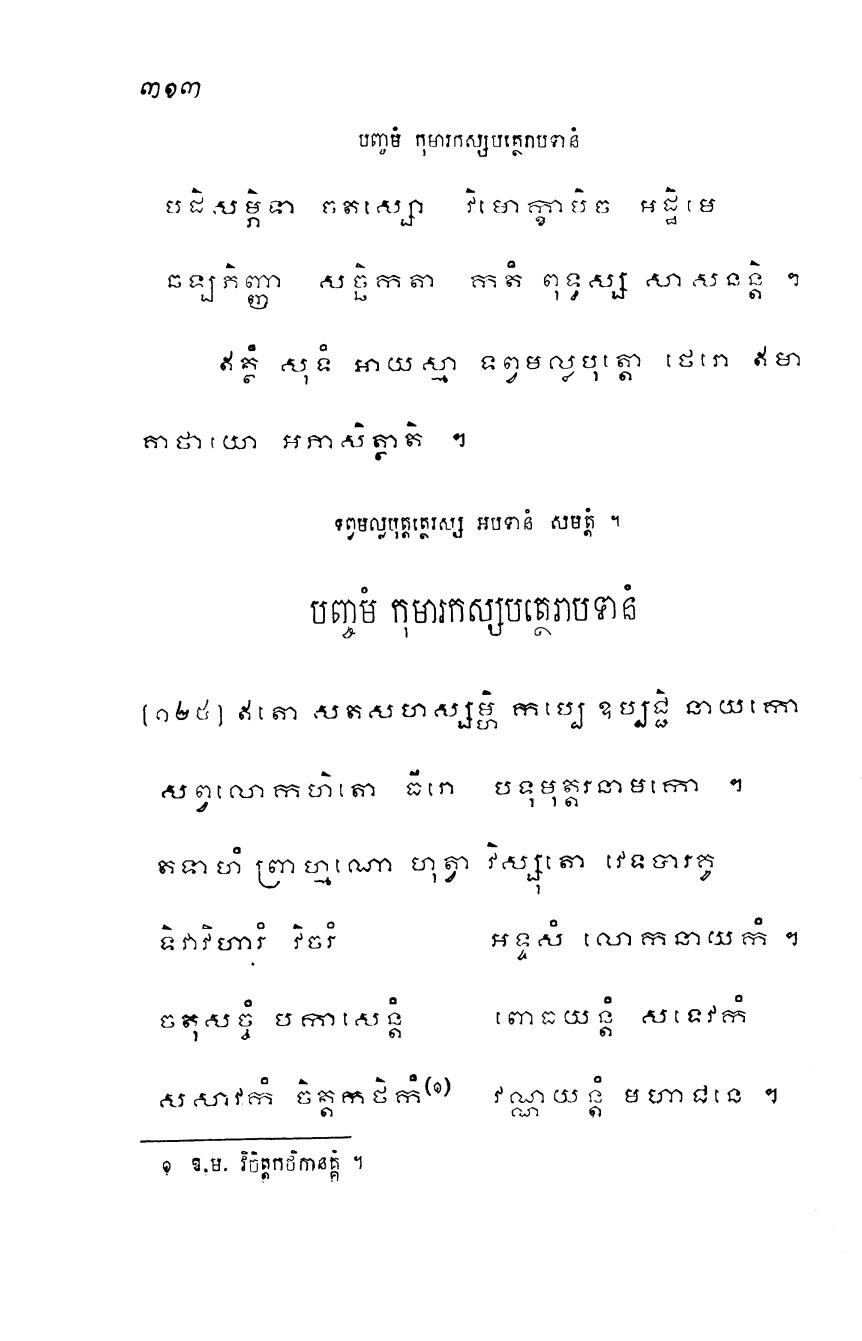 ៣១៣
បញ្ចមំ កុមារកស្សបត្ថេរាបទានំ
បដិសម្ភិទា ចតស្សោ វិមោក្ខាបិច អដ្ឋិមេ
ឆឡ្បភិញ្ញា សច្ឆិកតា កតំ ពុទ្ធស្ស សាសនន្តិ ។
ឥត្ថំ សុទំ អាយស្មា ទព្វមល្លបុត្តោ ថេរោ ឥមា
គាថាយោ អភាសិត្ថាតិ ។
ទព្វមល្លបុត្តត្ថេរស្ស អបទានំ សមត្តំ ។
បញ្ចមំ កុមារកស្សបត្ថេរាបទានំ
[១២៥] ឥតោ សតសហស្សម្ហិ កប្បេ ឧប្បជ្ជិ នាយកោ
សព្វលោកហិតោ ធីរោ បទុមុត្តរនាមកោ ។
តទាហំ ព្រាហ្មណោ ហុត្វា វិស្សុតោ វេទបារគូ
ទិវាវិហារំ វិចរំ អទ្ទសំ លោកនាយកំ ។
ចតុសច្ចំ បកាសេន្តំ ពោធយន្តំ សទេវកំ
សសាវកំ ចិត្តកថិកំ(១) វណ្ណយន្តំ មហាជនេ ។
១ ឱ.ម. វិចិត្តកថិកានគ្គំ ។